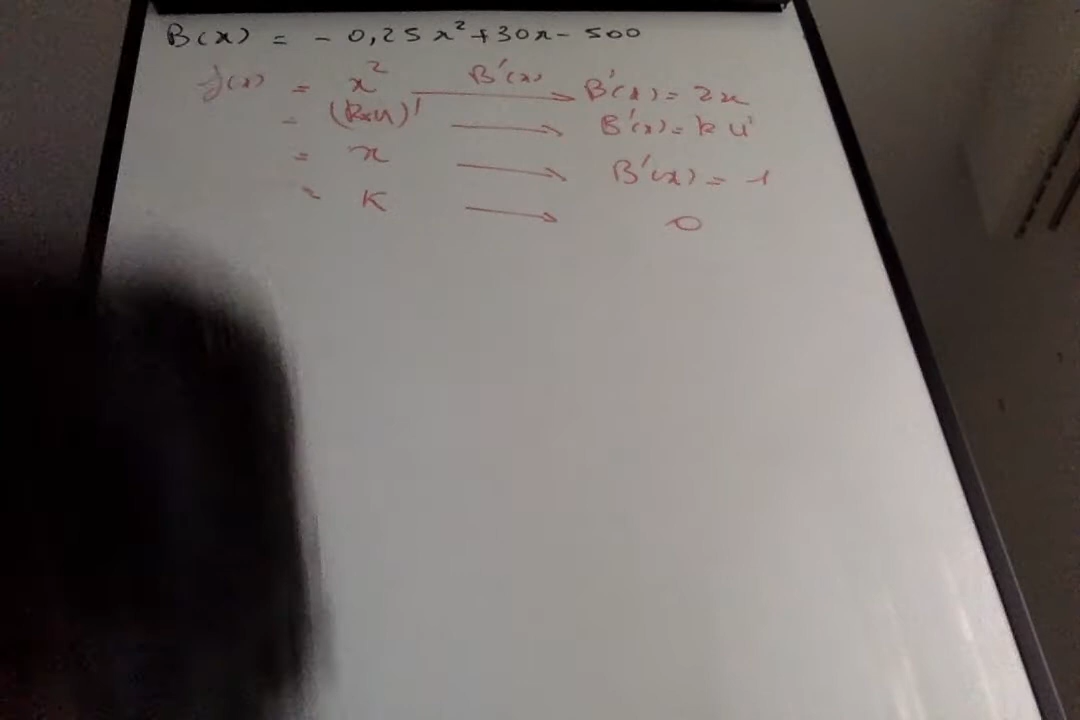 B(x) = - 0,25 x² + 30x - 500
f(x) = x² B'(x) → B'(x) = 2x
= (k×u)' → B'(x) = k u'
= x → B'(x) = 1
= K → 0